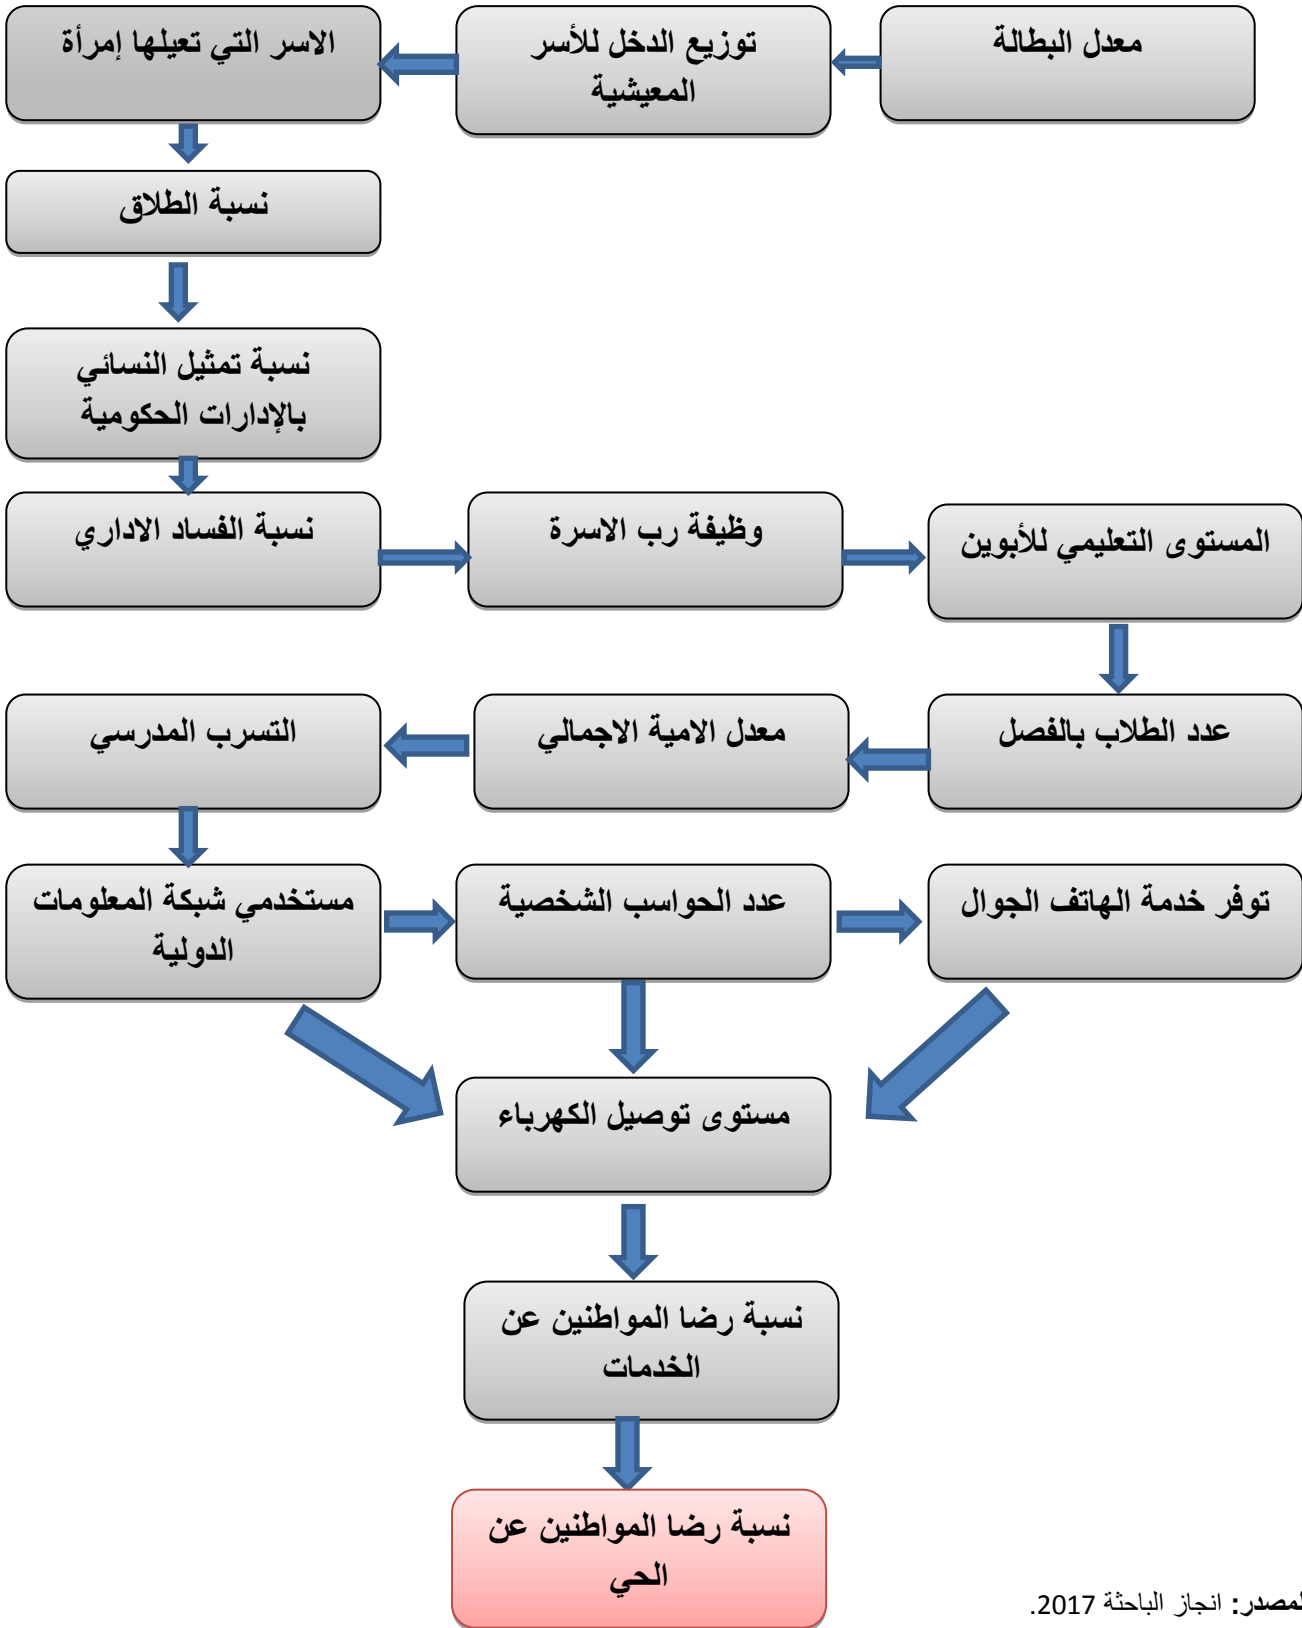 معدل البطالة
توزيع الدخل للأسر
المعيشية
الاسر التي تعيلها إمرأة
نسبة الطلاق
نسبة تمثيل النسائي
بالإدارات الحكومية
نسبة الفساد الاداري
وظيفة رب الاسرة
المستوى التعليمي للأبوين
عدد الطلاب بالفصل
معدل الامية الاجمالي
التسرب المدرسي
مستخدمي شبكة المعلومات
الدولية
عدد الحواسب الشخصية
توفر خدمة الهاتف الجوال
مستوى توصيل الكهرباء
نسبة رضا المواطنين عن
الخدمات
نسبة رضا المواطنين عن
الحي
لمصدر: انجاز الباحثة 2017.